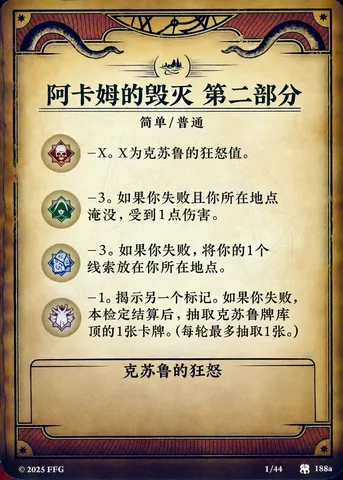 阿卡姆的毁灭 第二部分
简单/普通
-X。X为克苏鲁的狂怒值。
-3。如果你失败且你所在地点
淹没，受到1点伤害。
-3。如果你失败，将你的1个
线索放在你所在地点。
-1。揭示另一个标记。如果你失败，
本检定结算后，抽取克苏鲁牌库
顶的1张卡牌。(每轮最多抽取1张。)
克苏鲁的狂怒
© 2025 FFG
1/44
188a